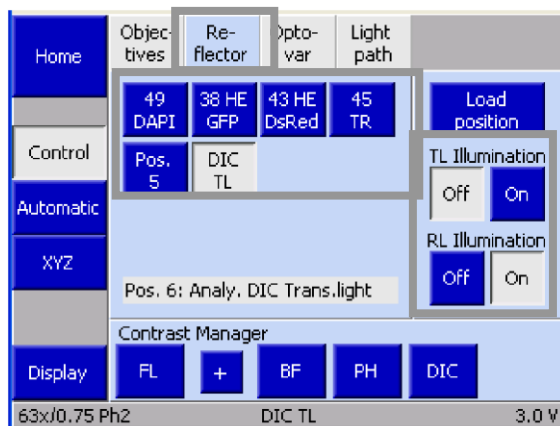 Home
Objec-
tives
Re-
flector
Opto-
var
Light
path
49
DAPI
38 HE
GFP
43 HE
DsRed
45
TR
Load
position
Control
Pos.
5
DIC
TL
TL Illumination
Off
On
Automatic
XYZ
RL Illumination
Off
On
Pos. 6: Analy. DIC Trans.light
Contrast Manager
Display
FL
+
BF
PH
DIC
63x/0.75 Ph2
DIC TL
3.0 V